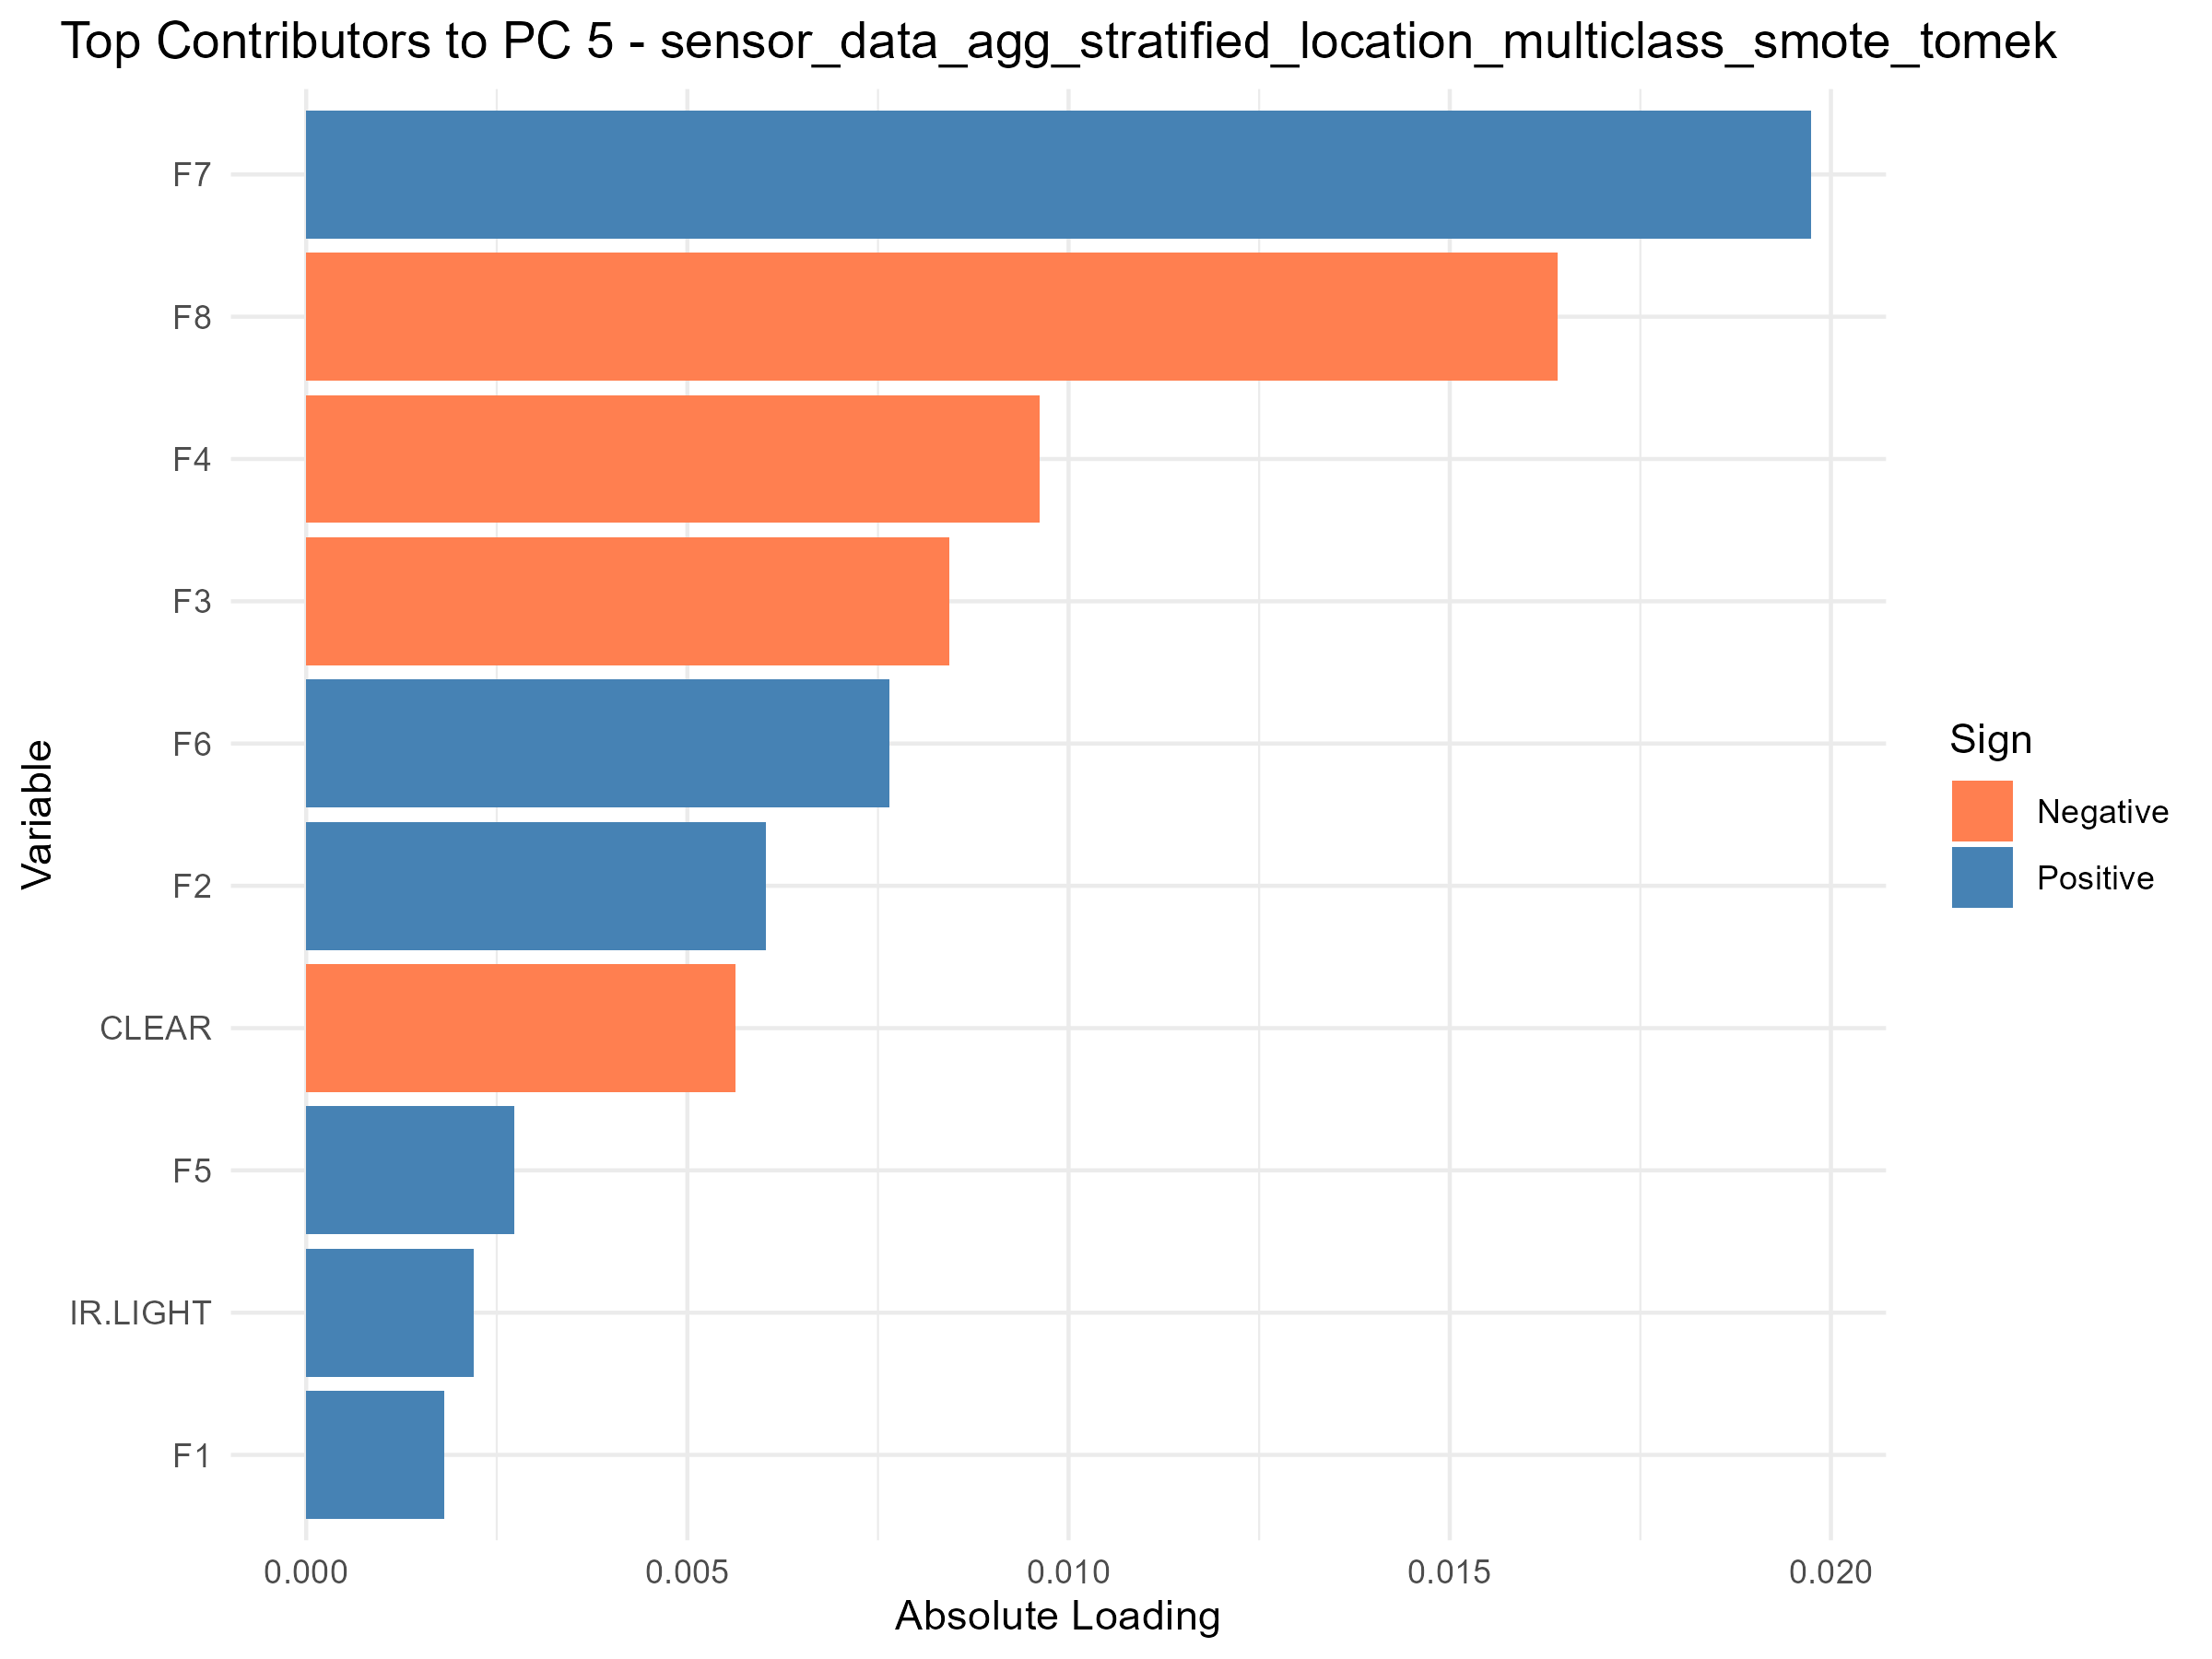 Top Contributors to PC 5 - sensor_data_agg_stratified_location_multiclass_smote_tomek
Variable
F7
F8
F4
F3
F6
F2
CLEAR
F5
IR.LIGHT
F1
0.000 0.005 0.010 0.015 0.020
Absolute Loading
Sign
Negative
Positive